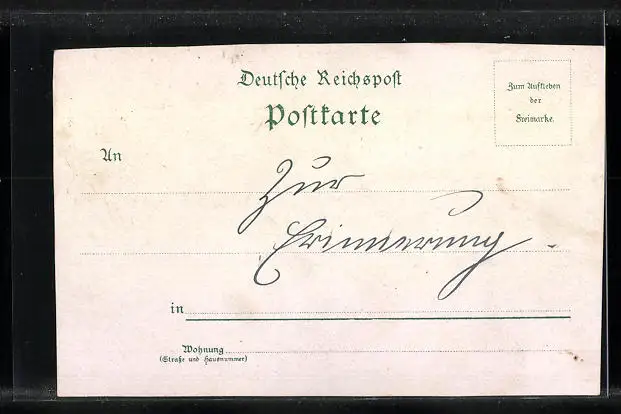 Deutsche Reichspost
Postkarte
Zum Aufkleben
der
Freimarke.
An
Zur
Erinnerung.
in
Wohnung
(Straße und Hausnummer)